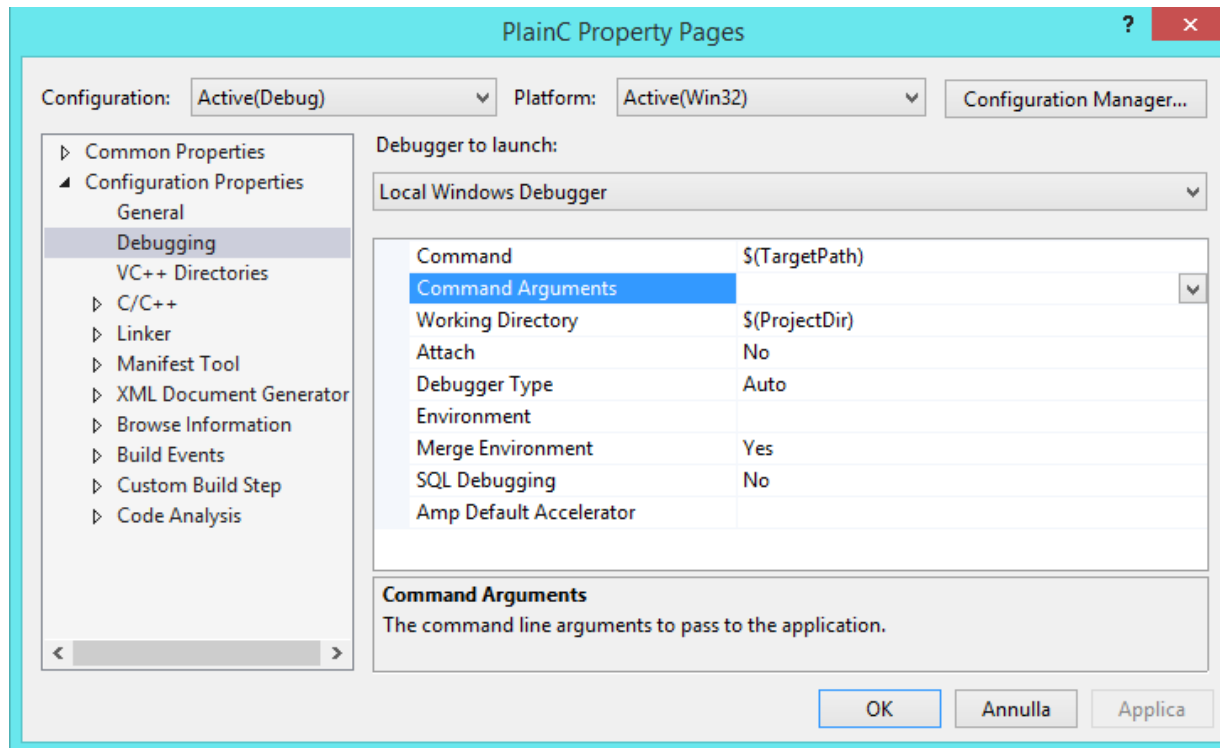 PlainC Property Pages
?
Configuration: Active(Debug) Platform: Active(Win32) Configuration Manager...
Common Properties
Configuration Properties
General
Debugging
VC++ Directories
C/C++
Linker
Manifest Tool
XML Document Generator
Browse Information
Build Events
Custom Build Step
Code Analysis
Debugger to launch:
Local Windows Debugger
Command $(TargetPath)
Command Arguments
Working Directory $(ProjectDir)
Attach No
Debugger Type Auto
Environment
Merge Environment Yes
SQL Debugging No
Amp Default Accelerator
Command Arguments
The command line arguments to pass to the application.
OK Annulla Applica